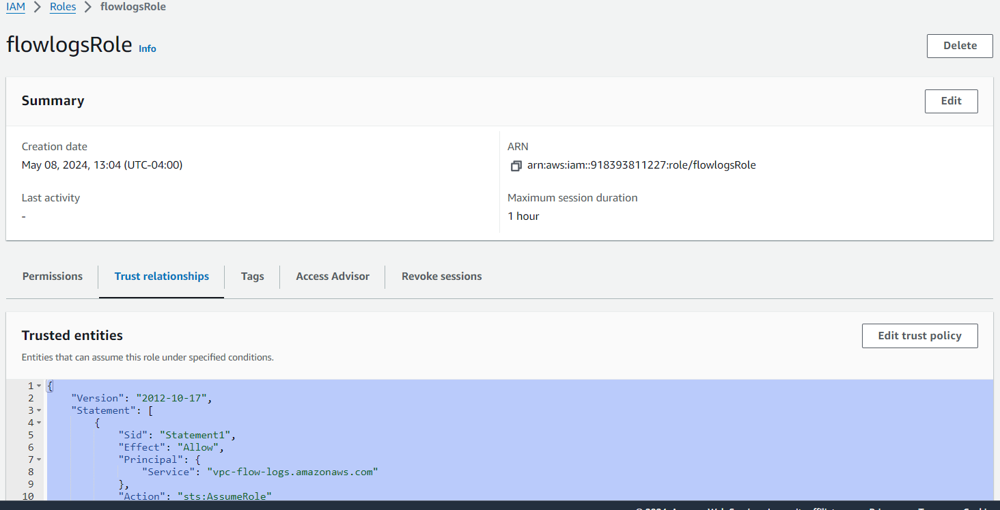 IAM > Roles > flowlogsRole
flowlogsRole Info
Delete
Summary
Edit
Creation date
May 08, 2024, 13:04 (UTC-04:00)
ARN
arn:aws:iam::918393811227:role/flowlogsRole
Last activity
-
Maximum session duration
1 hour
Permissions
Trust relationships
Tags
Access Advisor
Revoke sessions
Trusted entities
Edit trust policy
Entities that can assume this role under specified conditions.
1 {
2 "Version": "2012-10-17",
3 "Statement": [
4 {
5 "Sid": "Statement1",
6 "Effect": "Allow",
7 "Principal": {
8 "Service": "vpc-flow-logs.amazonaws.com"
9 },
10 "Action": "sts:AssumeRole"